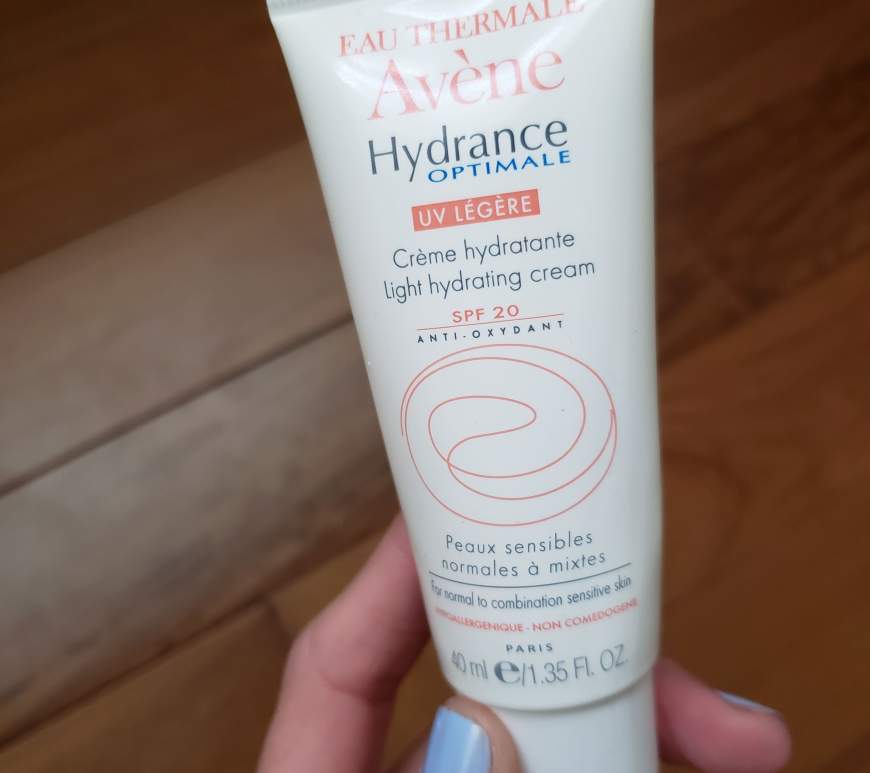 EAU THERMALE
Avène
Hydrance
OPTIMALE
UV LÉGÈRE
Crème hydratante
Light hydrating cream
SPF 20
ANTI-OXYDANT
Peaux sensibles
normales à mixtes
For normal to combination sensitive skin
HYPOALLERGENIQUE - NON COMEDOGENE
PARIS
40 ml e/1.35 Fl. OZ.